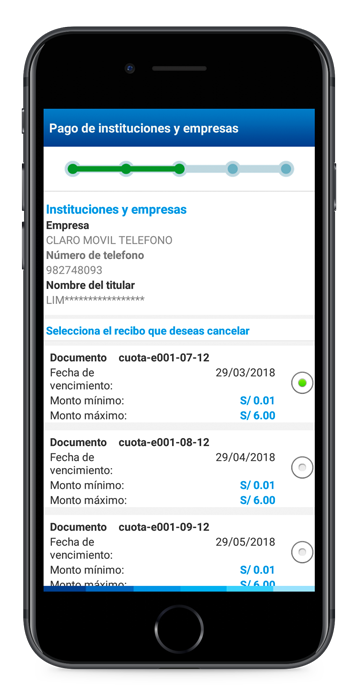 Pago de instituciones y empresas
Instituciones y empresas
Empresa
CLARO MOVIL TELEFONO
Número de telefono
982748093
Nombre del titular
LIM*****************
Selecciona el recibo que deseas cancelar
Documento cuota-e001-07-12
Fecha de 29/03/2018
vencimiento:
Monto mínimo: S/ 0.01
Monto máximo: S/ 6.00
Documento cuota-e001-08-12
Fecha de 29/04/2018
vencimiento:
Monto mínimo: S/ 0.01
Monto máximo: S/ 6.00
Documento cuota-e001-09-12
Fecha de 29/05/2018
vencimiento:
Monto mínimo: S/ 0.01
Monto máximo: S/ 6.00